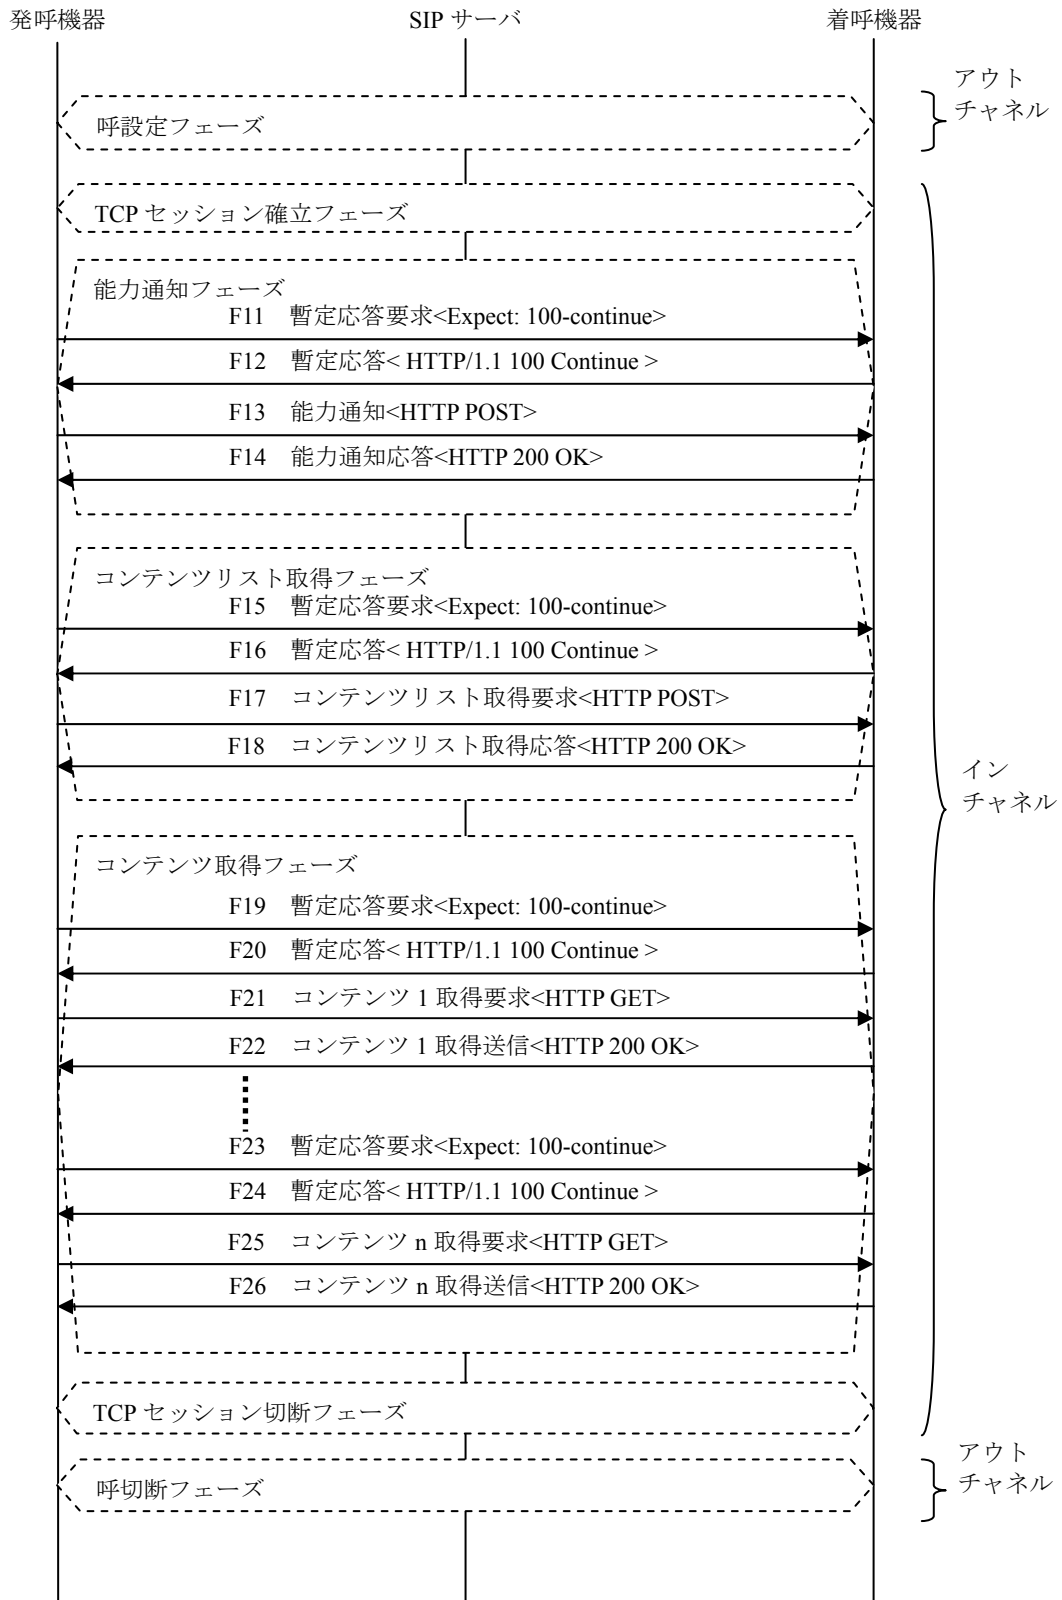 発呼機器
SIP サーバ
着呼機器
アウト
チャネル
呼設定フェーズ
TCP セッション確立フェーズ
能力通知フェーズ
F11 暫定応答要求<Expect: 100-continue>
F12 暫定応答< HTTP/1.1 100 Continue >
F13 能力通知<HTTP POST>
F14 能力通知応答<HTTP 200 OK>
コンテンツリスト取得フェーズ
F15 暫定応答要求<Expect: 100-continue>
F16 暫定応答< HTTP/1.1 100 Continue >
F17 コンテンツリスト取得要求<HTTP POST>
F18 コンテンツリスト取得応答<HTTP 200 OK>
イン
チャネル
コンテンツ取得フェーズ
F19 暫定応答要求<Expect: 100-continue>
F20 暫定応答< HTTP/1.1 100 Continue >
F21 コンテンツ 1 取得要求<HTTP GET>
F22 コンテンツ 1 取得送信<HTTP 200 OK>
F23 暫定応答要求<Expect: 100-continue>
F24 暫定応答< HTTP/1.1 100 Continue >
F25 コンテンツ n 取得要求<HTTP GET>
F26 コンテンツ n 取得送信<HTTP 200 OK>
TCP セッション切断フェーズ
アウト
チャネル
呼切断フェーズ